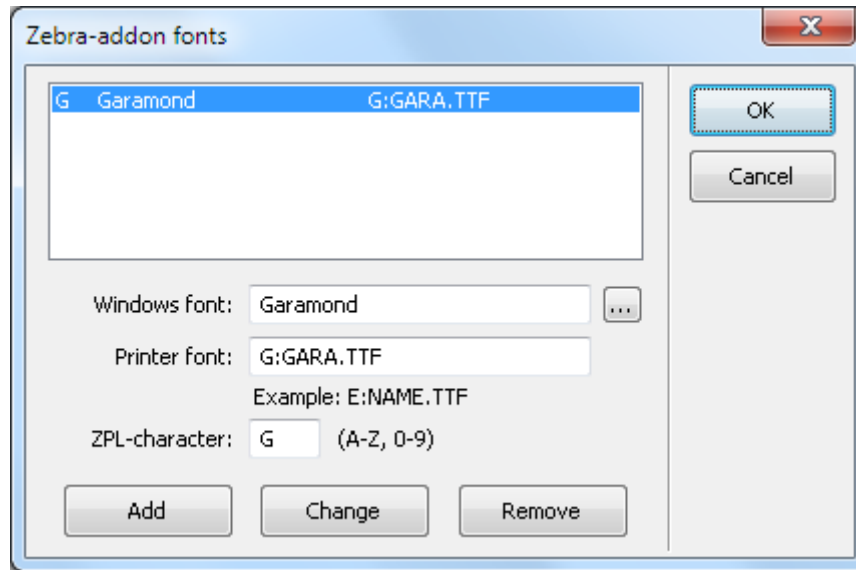 Zebra-addon fonts
G Garamond G:GARA.TTF
OK
Cancel
Windows font: Garamond ...
Printer font: G:GARA.TTF
Example: E:NAME.TTF
ZPL-character: G (A-Z, 0-9)
Add Change Remove